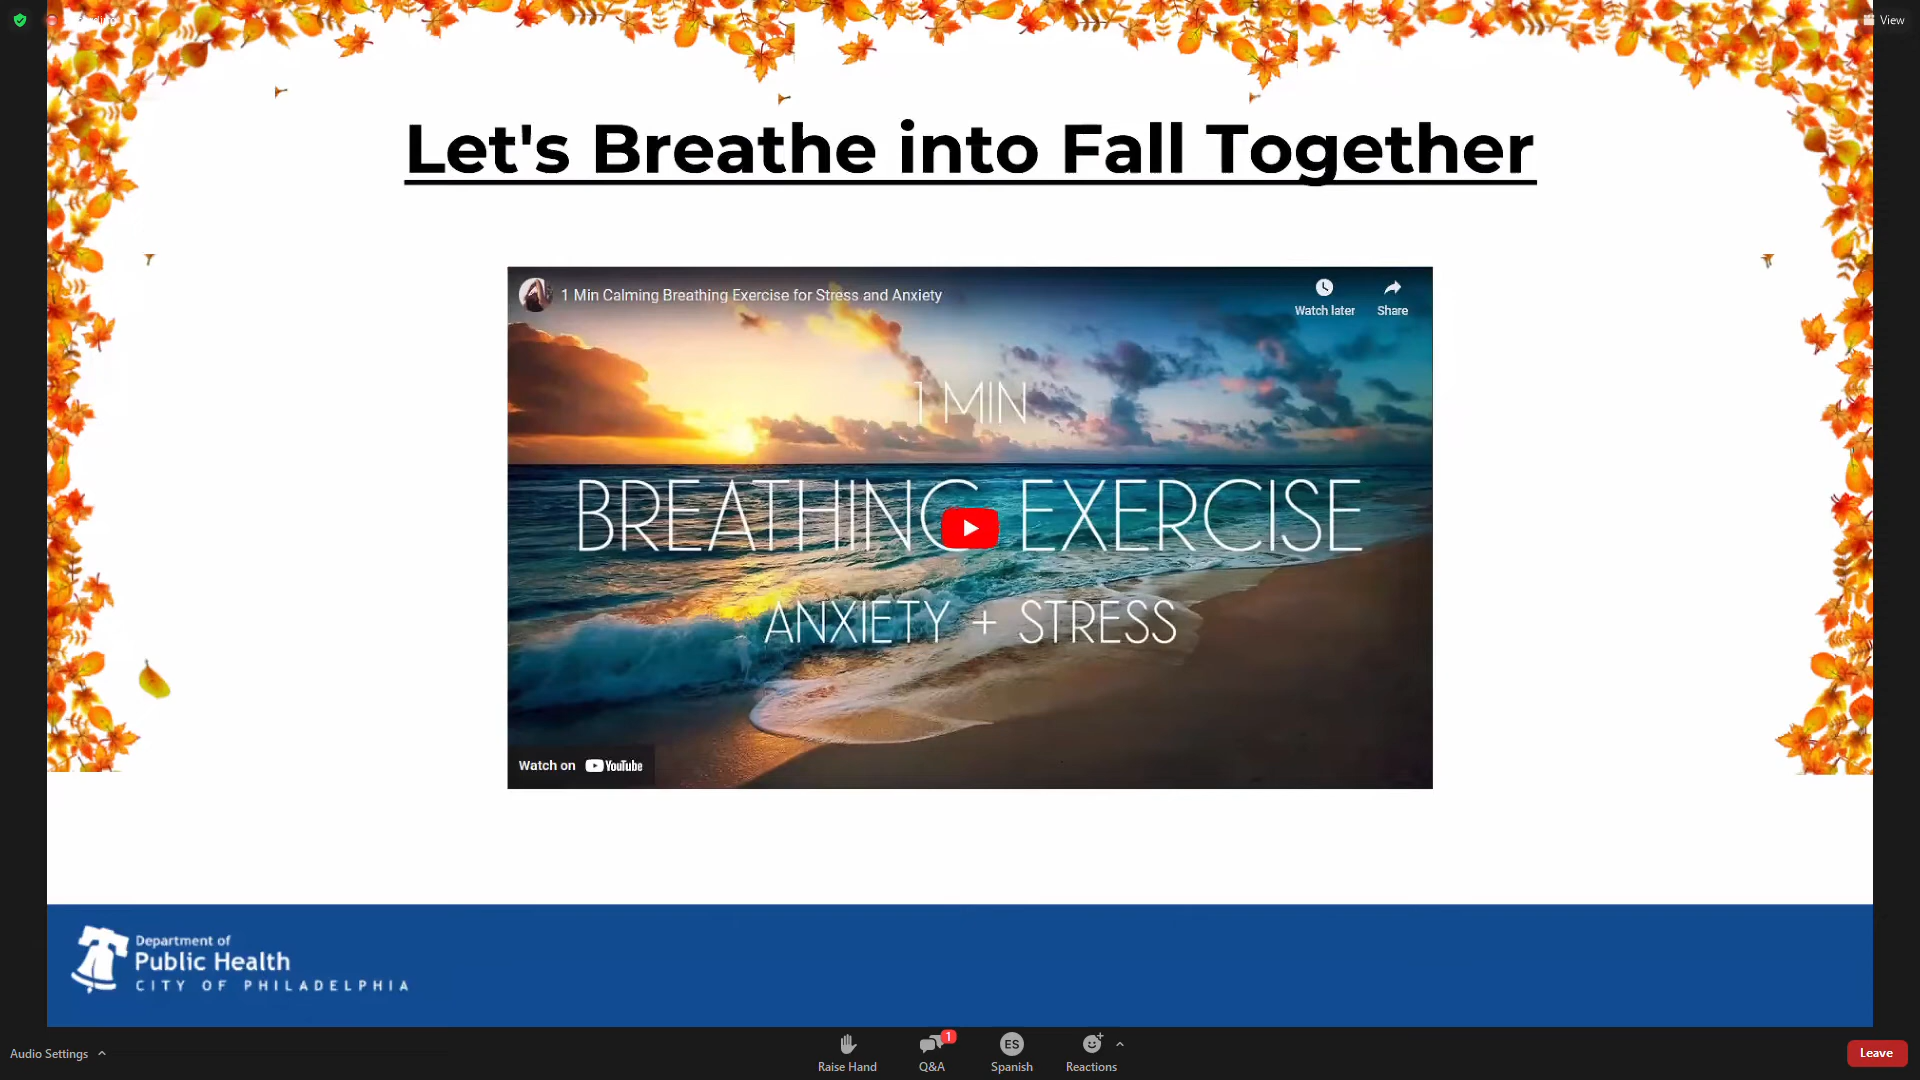 View
Let's Breathe into Fall Together
1 Min Calming Breathing Exercise for Stress and Anxiety
Watch later
Share
1 MIN
BREATHING EXERCISE
ANXIETY + STRESS
Watch on YouTube
Department of
Public Health
CITY OF PHILADELPHIA
Audio Settings
Raise Hand
1
Q&A
ES
Spanish
Reactions
Leave